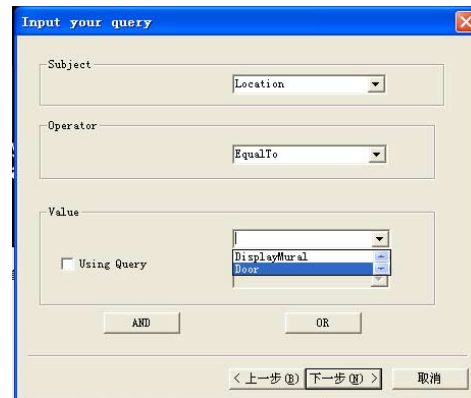 Input your query
Subject
Location
Operator
EqualTo
Value
DisplayMural
Using Query
Door
AND
OR
< 上一步(B)
下一步(N) >
取消